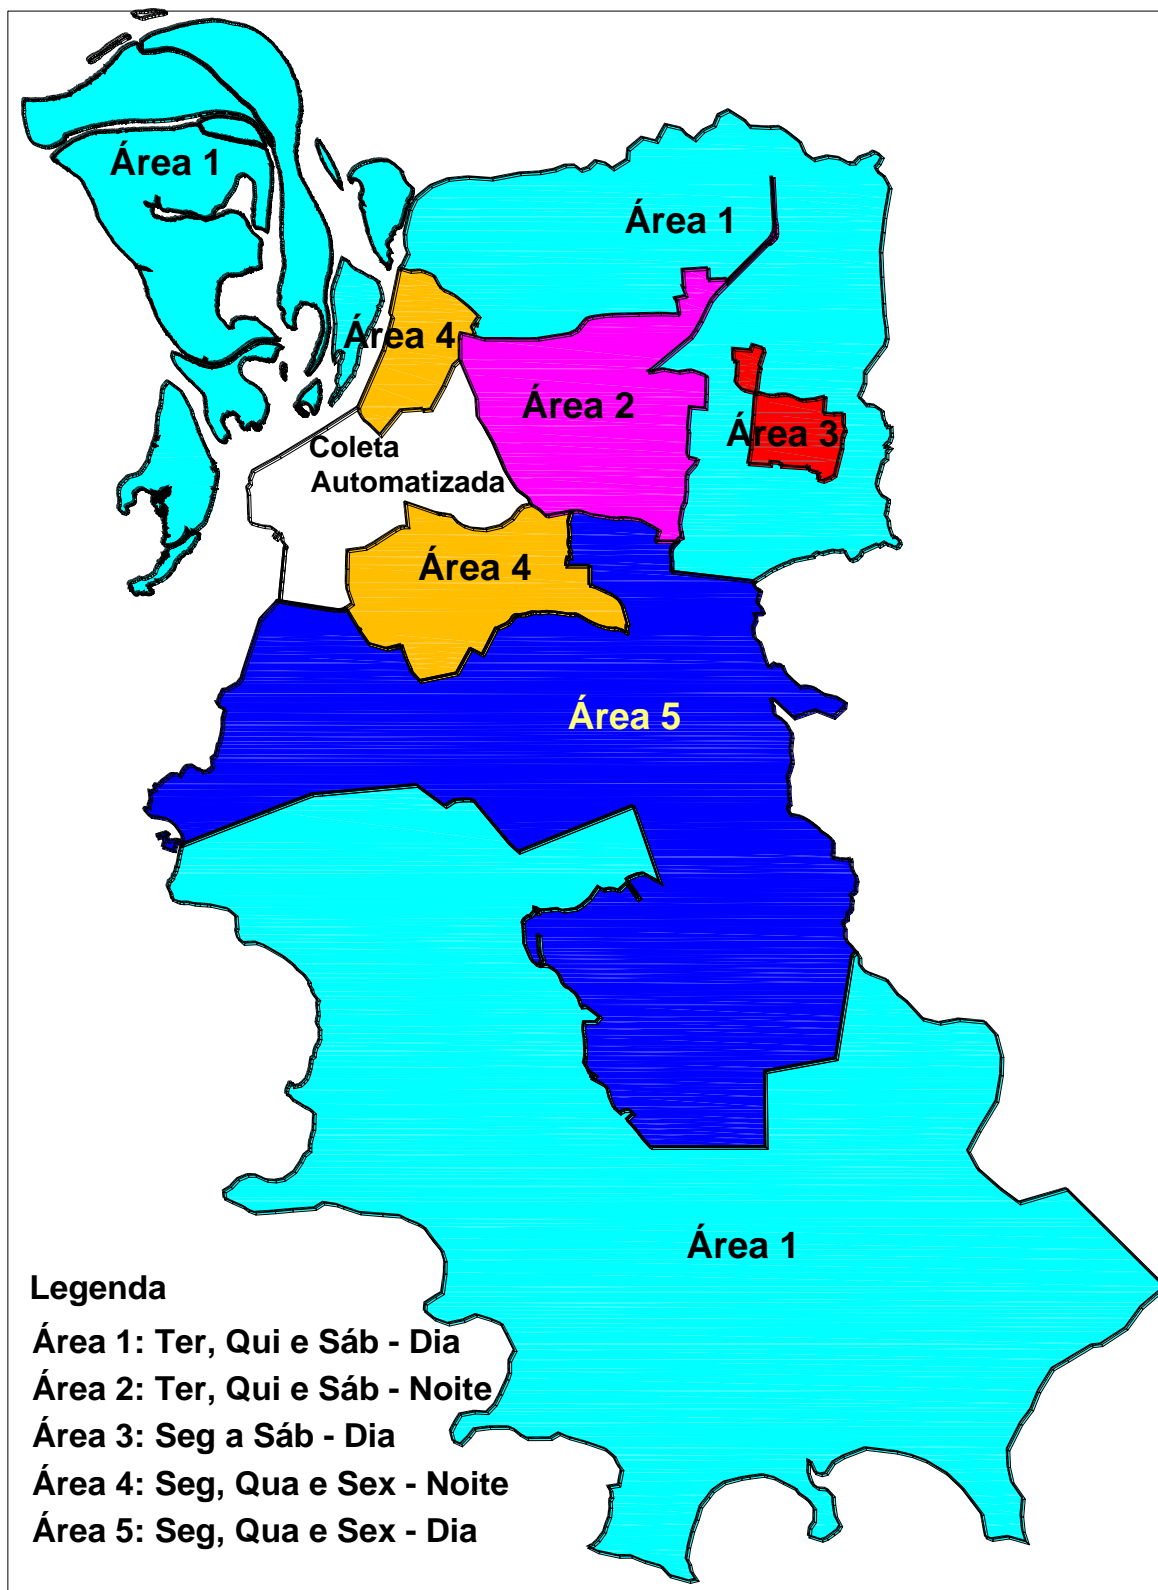 Área 1
Área 1
Área 4
Área 2
Área 3
Coleta
Automatizada
Área 4
Área 5
Área 1
Legenda
Área 1: Ter, Qui e Sáb - Dia
Área 2: Ter, Qui e Sáb - Noite
Área 3: Seg a Sáb - Dia
Área 4: Seg, Qua e Sex - Noite
Área 5: Seg, Qua e Sex - Dia